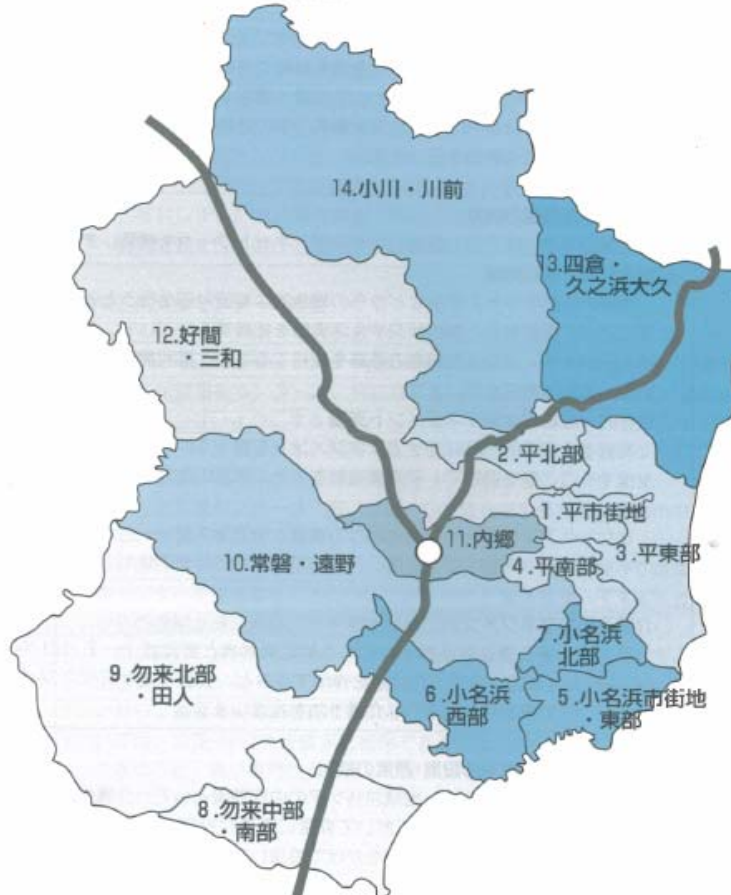 14.小川・川前
13.四倉・
久之浜大久
12.好間
・三和
2.平北部
1.平市街地
3.平東部
11.内郷
4.平南部
10.常磐・遠野
7.小名浜
北部
9.勿来北部
・田人
6.小名浜
西部
5.小名浜市街地
・東部
8.勿来中部
・南部